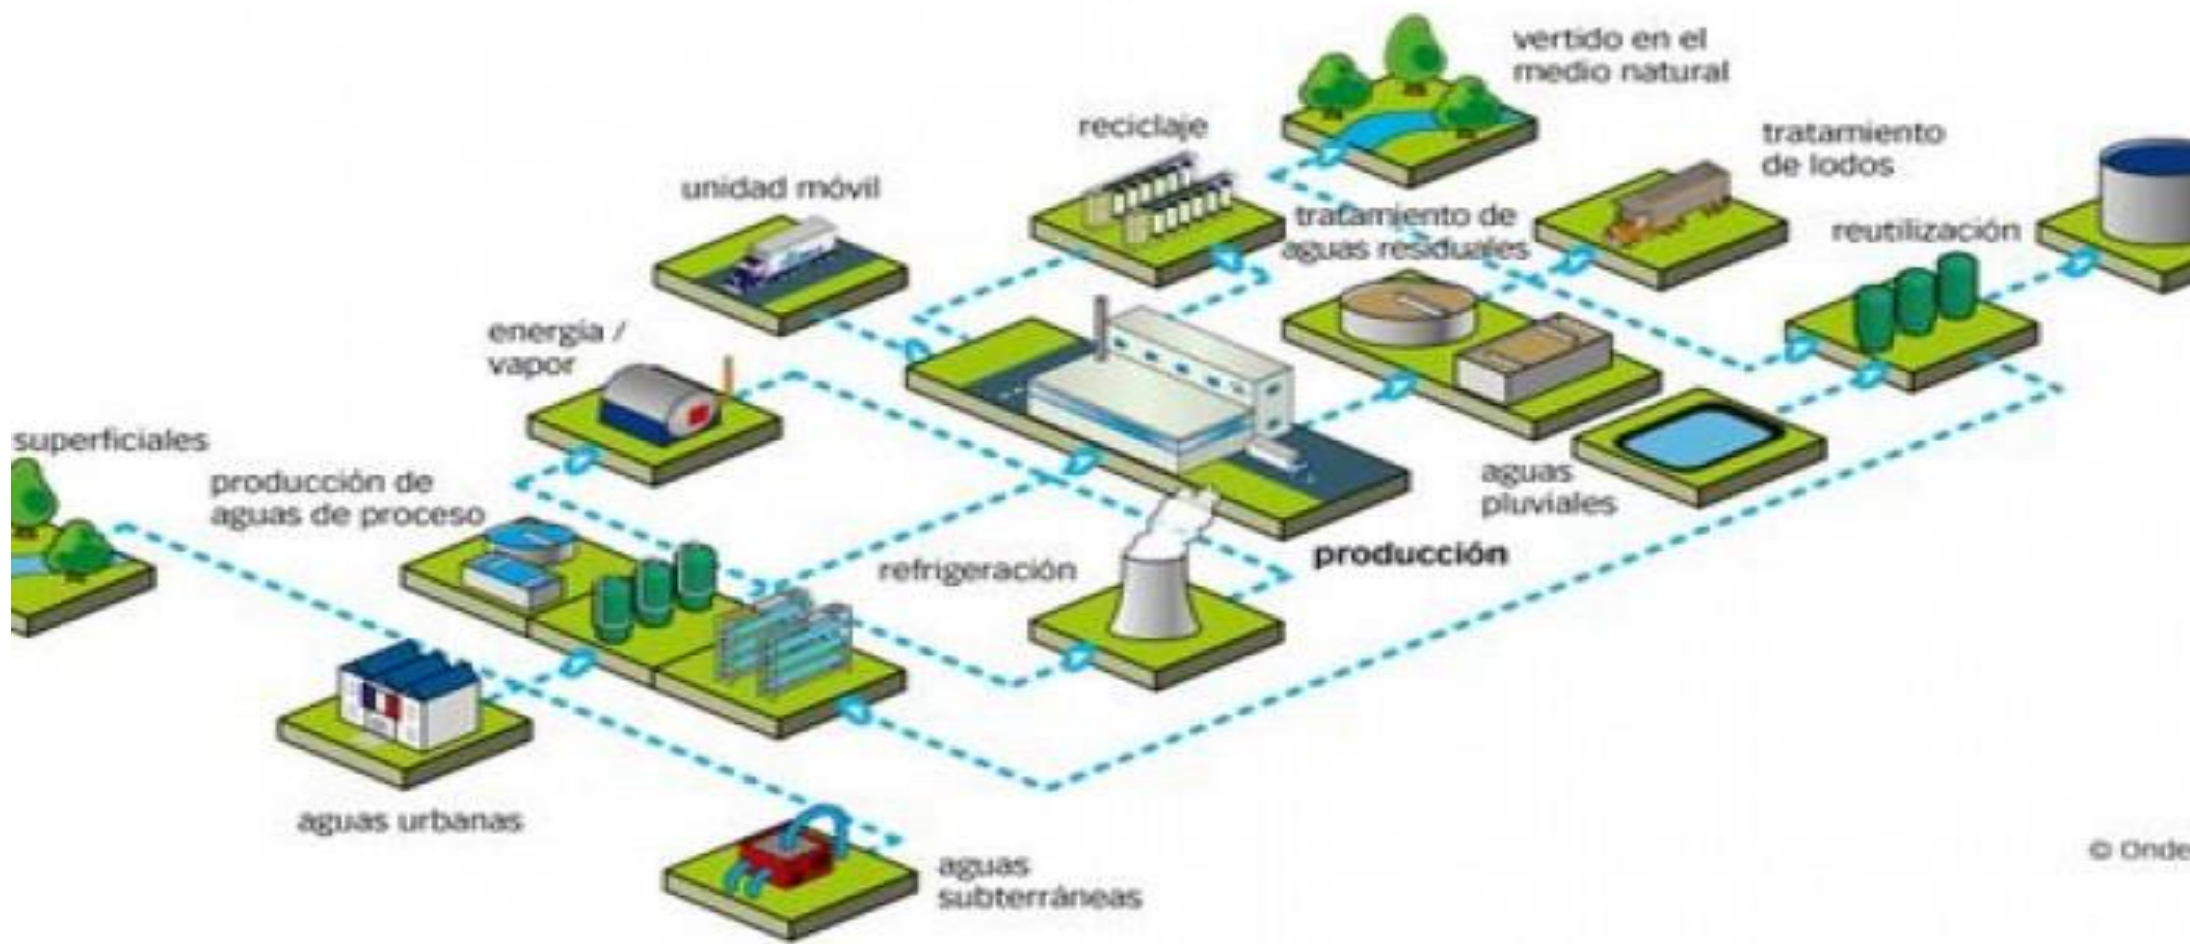 vertido en el
medio natural
reciclaje
tratamiento
de lodos
unidad móvil
tratamiento de
aguas residuales
reutilización
energía /
vapor
superficiales
producción de
aguas de proceso
aguas
pluviales
refrigeración
producción
aguas urbanas
aguas
subterráneas
© Onde